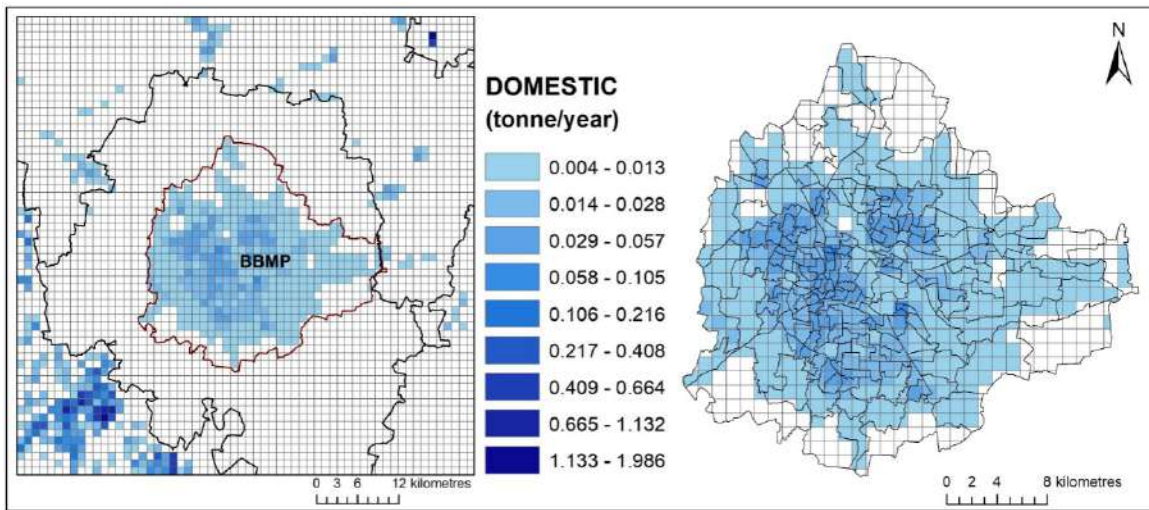 N
DOMESTIC
(tonne/year)
0.004 - 0.013
0.014 - 0.028
0.029 - 0.057
0.058 - 0.105
0.106 - 0.216
0.217 - 0.408
0.409 - 0.664
0.665 - 1.132
1.133 - 1.986
BBMP
0 3 6 12 kilometres
0 2 4 8 kilometres